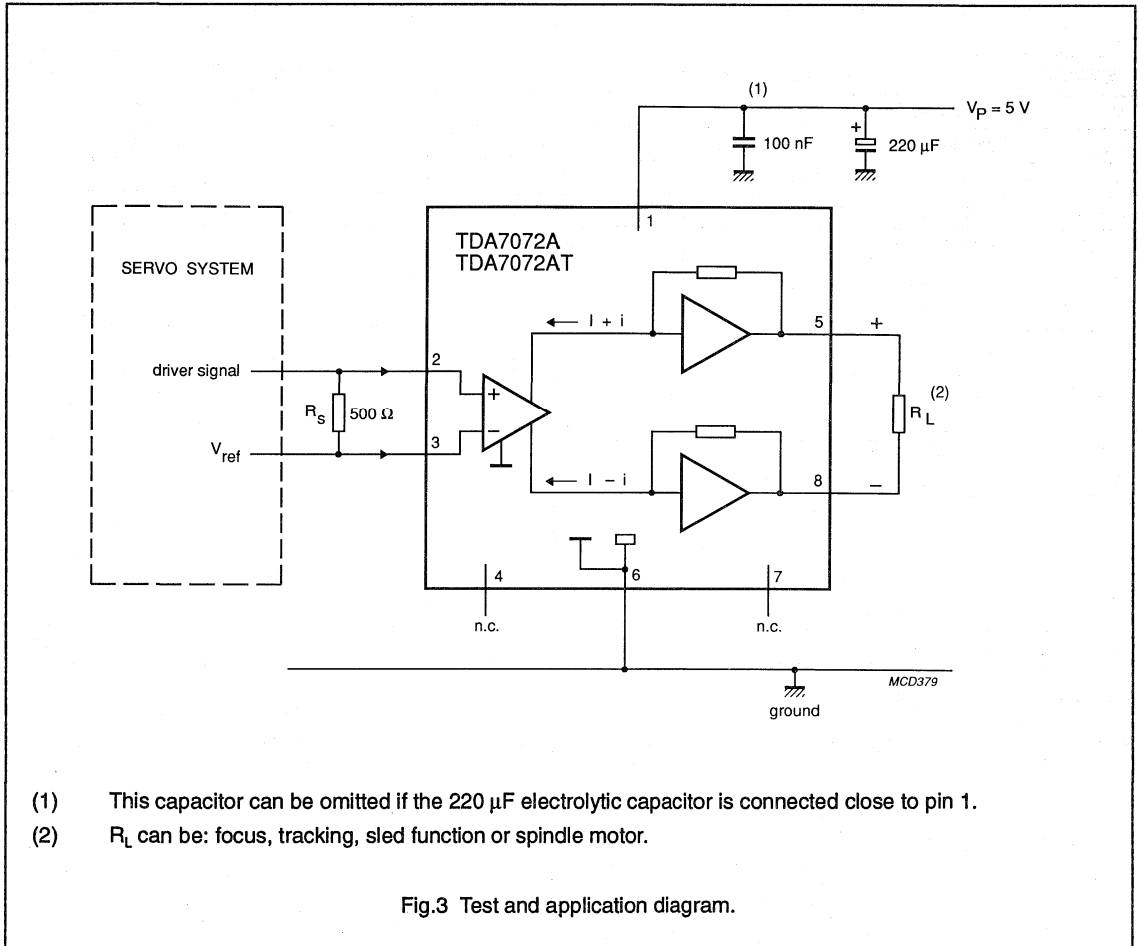 (1)
V_P = 5 V
100 nF
+
220 µF
1
TDA7072A
TDA7072AT
SERVO SYSTEM
I + i
5
+
driver signal
2
+
(2)
R_S 500 Ω
R_L
V_ref
3
−
I − i
8
−
4
6
7
n.c.
n.c.
MCD379
ground
(1) This capacitor can be omitted if the 220 µF electrolytic capacitor is connected close to pin 1.
(2) R_L can be: focus, tracking, sled function or spindle motor.
Fig.3 Test and application diagram.